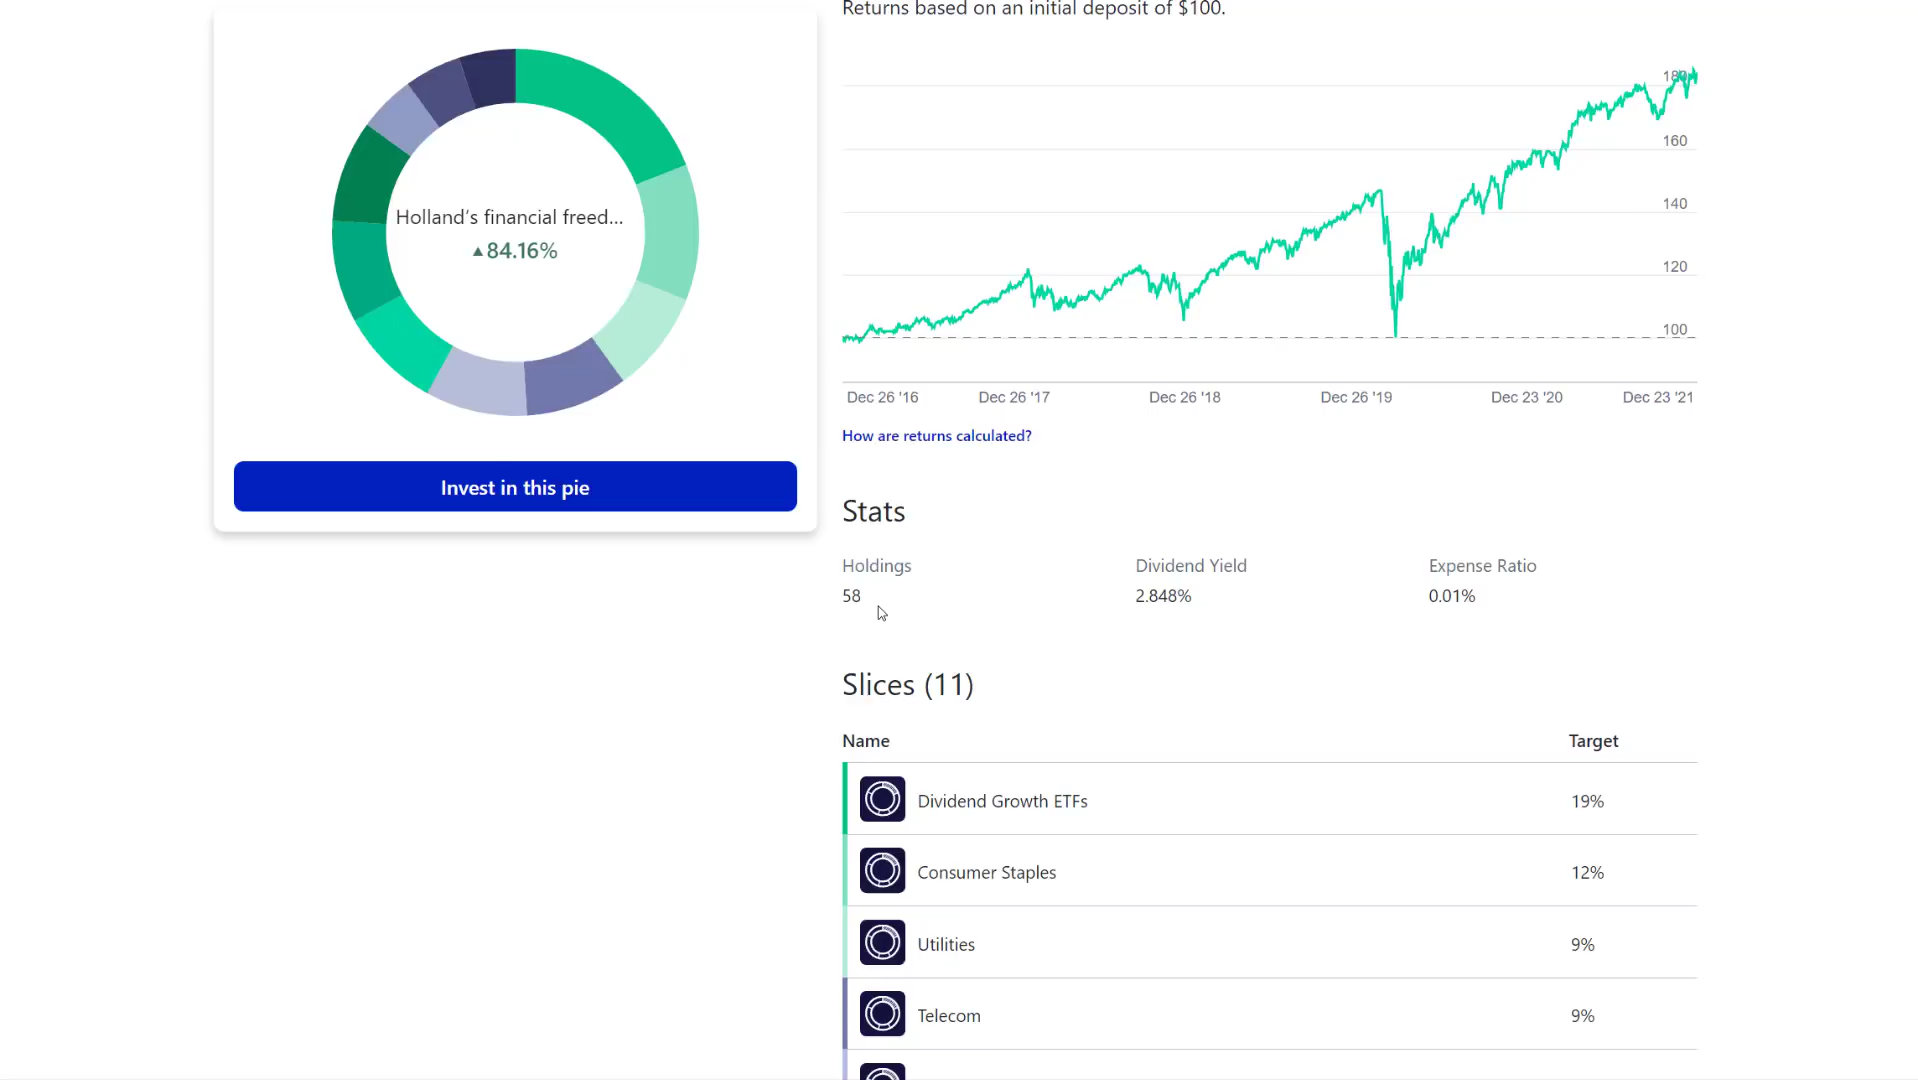 Returns based on an initial deposit of $100.
Holland's financial freed...
▲84.16%
Invest in this pie
180
160
140
120
100
Dec 26 '16 Dec 26 '17 Dec 26 '18 Dec 26 '19 Dec 23 '20 Dec 23 '21
How are returns calculated?
Stats
Holdings Dividend Yield Expense Ratio
58 2.848% 0.01%
Slices (11)
Name Target
Dividend Growth ETFs 19%
Consumer Staples 12%
Utilities 9%
Telecom 9%